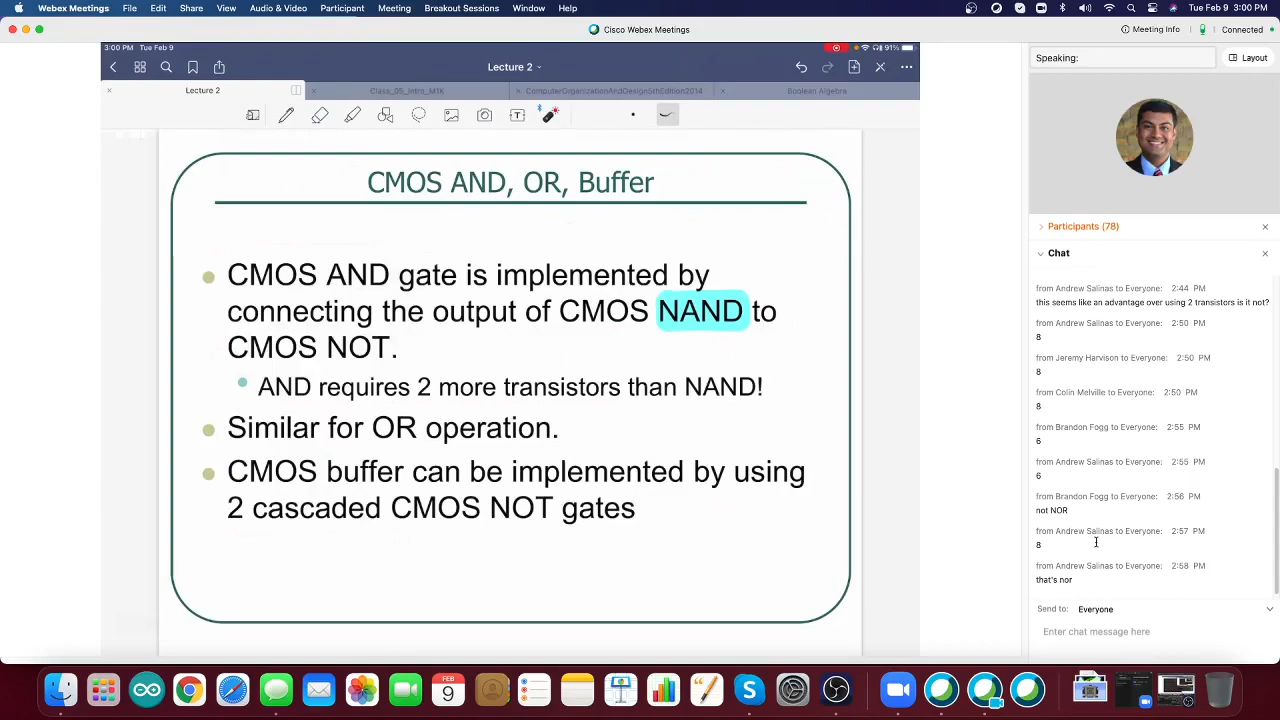 Webex Meetings File Edit Share View Audio & Video Participant Meeting Breakout Sessions Window Help Tue Feb 9 3:00 PM
Cisco Webex Meetings Meeting Info Connected
3:00 PM Tue Feb 9 91%
Lecture 2
Lecture 2 Class_05_Intro_MTK ComputerOrganizationAndDesign5thEdition2014 Boolean Algebra
CMOS AND, OR, Buffer
CMOS AND gate is implemented by
connecting the output of CMOS NAND to
CMOS NOT.
AND requires 2 more transistors than NAND!
Similar for OR operation.
CMOS buffer can be implemented by using
2 cascaded CMOS NOT gates
Speaking: Layout
Participants (78)
Chat
from Andrew Salinas to Everyone: 2:44 PM
this seems like an advantage over using 2 transistors is it not?
from Andrew Salinas to Everyone: 2:50 PM
8
from Jeremy Harvison to Everyone: 2:50 PM
8
from Colin Melville to Everyone: 2:50 PM
8
from Brandon Fogg to Everyone: 2:55 PM
6
from Andrew Salinas to Everyone: 2:55 PM
6
from Brandon Fogg to Everyone: 2:56 PM
not NOR
from Andrew Salinas to Everyone: 2:57 PM
8
from Andrew Salinas to Everyone: 2:58 PM
that's nor
Send to: Everyone
Enter chat message here
FEB
9